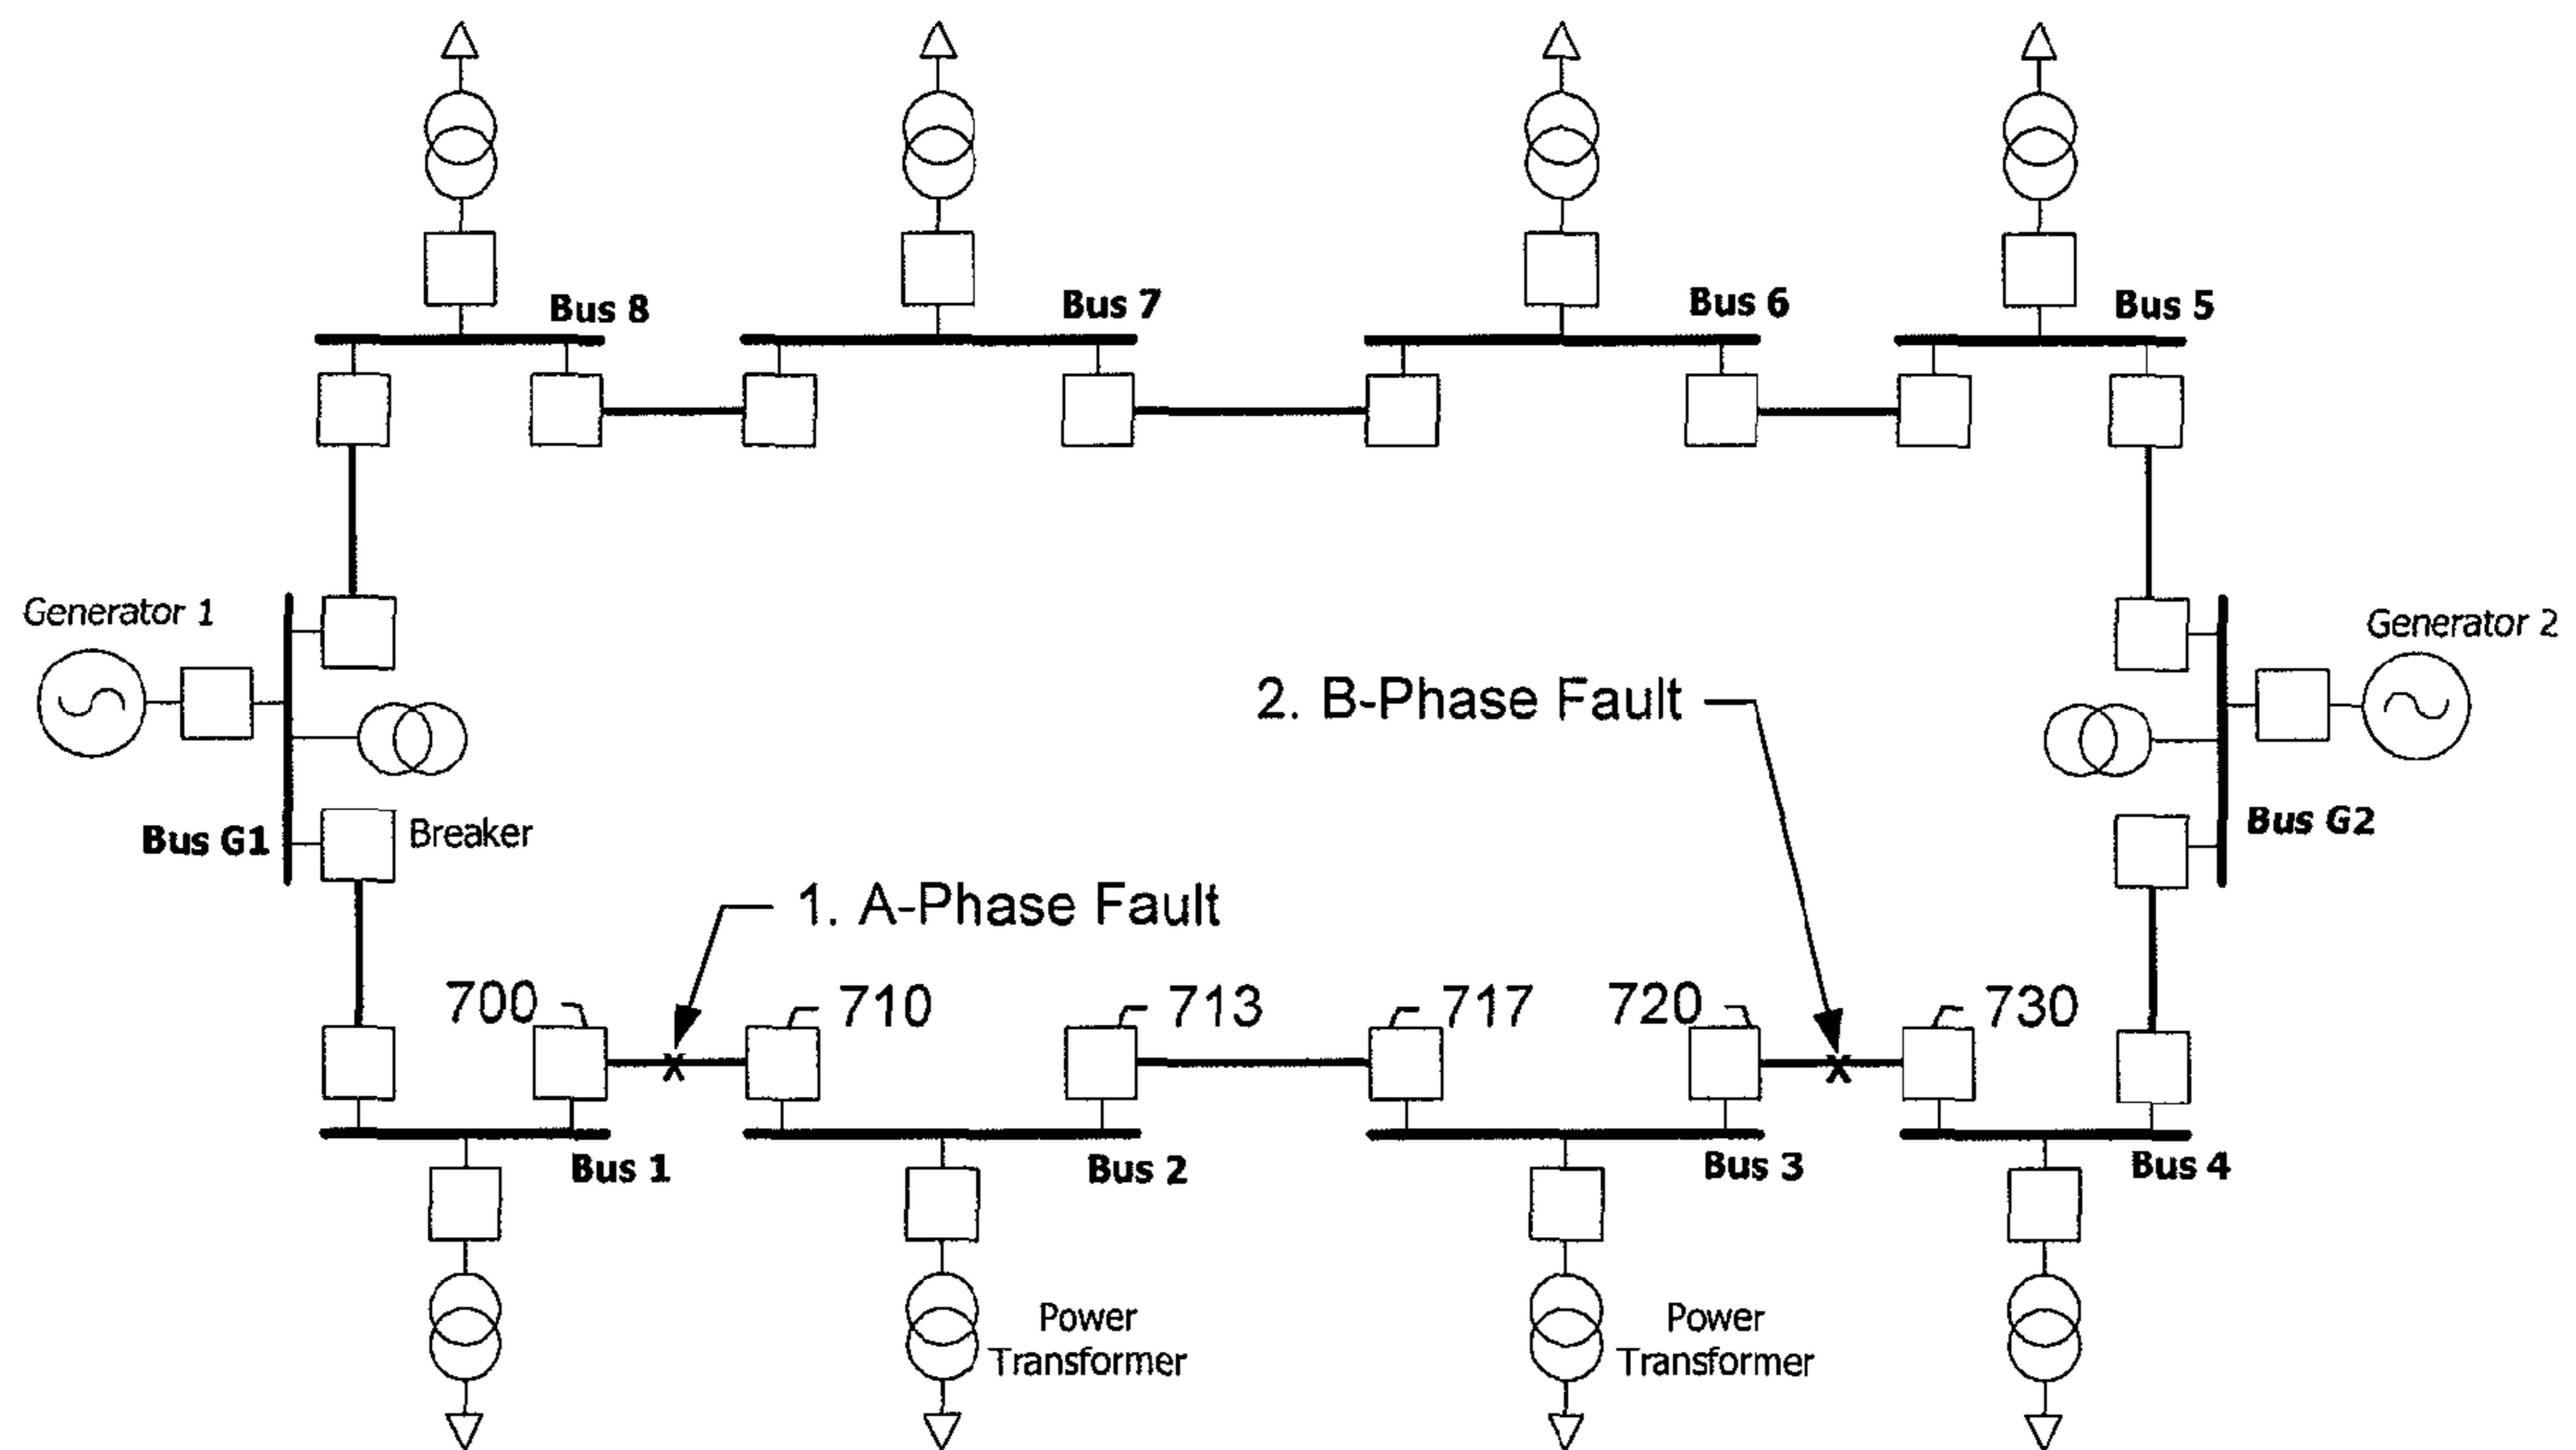 Bus 8
Bus 7
Bus 6
Bus 5
Generator 1
Generator 2
2. B-Phase Fault
Bus G1
Breaker
Bus G2
1. A-Phase Fault
700
710
713
717
720
730
Bus 1
Bus 2
Bus 3
Bus 4
Power
Transformer
Power
Transformer